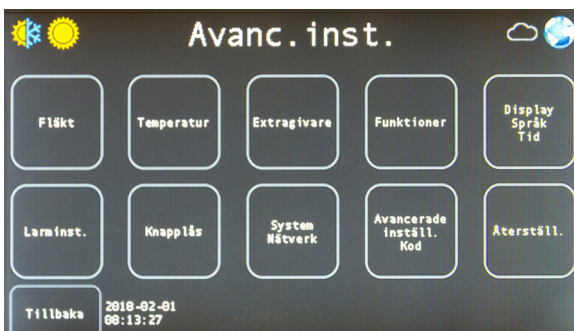 Avanc.inst.
Fläkt
Temperatur
Extragivare
Funktioner
Display
Språk
Tid
Larminst.
Knapplås
System
Nätverk
Avancerade
inställ.
Kod
Återställ.
Tillbaka
2018-02-01
08:13:27